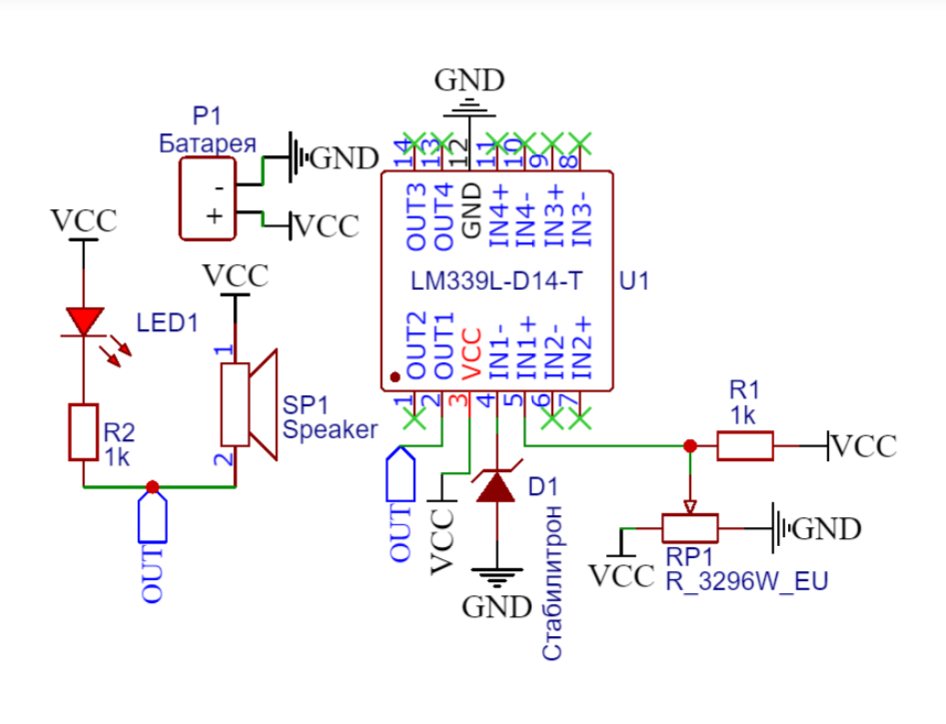 GND
P1
Батарея
-
+
GND
VCC
VCC
VCC
LED1
1
2
SP1
Speaker
R2
1k
OUT
14
13
12
11
10
9
8
OUT3
OUT4
GND
IN4+
IN4-
IN3+
IN3-
LM339L-D14-T
U1
OUT2
OUT1
VCC
IN1-
IN1+
IN2-
IN2+
1
2
3
4
5
6
7
OUT
VCC
D1
Стабилитрон
GND
R1
1k
VCC
GND
VCC
RP1
R_3296W_EU